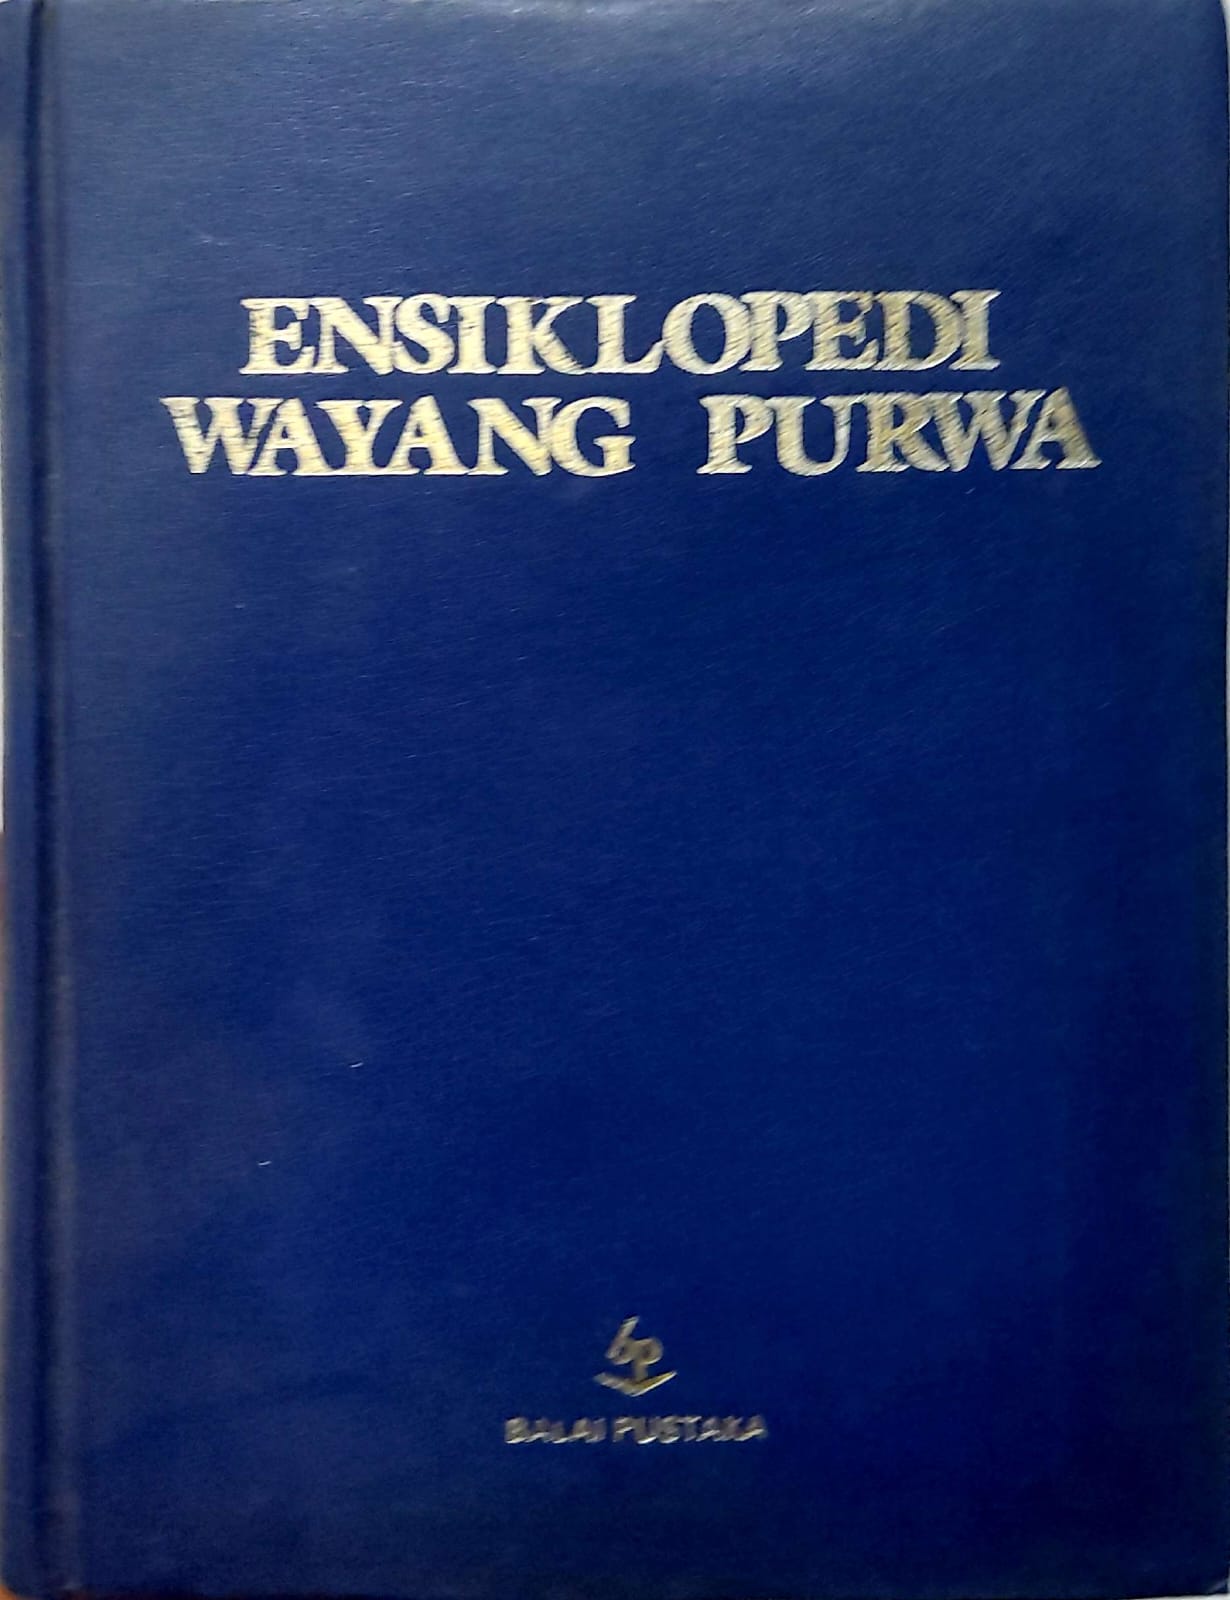 ENSIKLOPEDI
WAYANG PURWA
bp
BALAI PUSTAKA